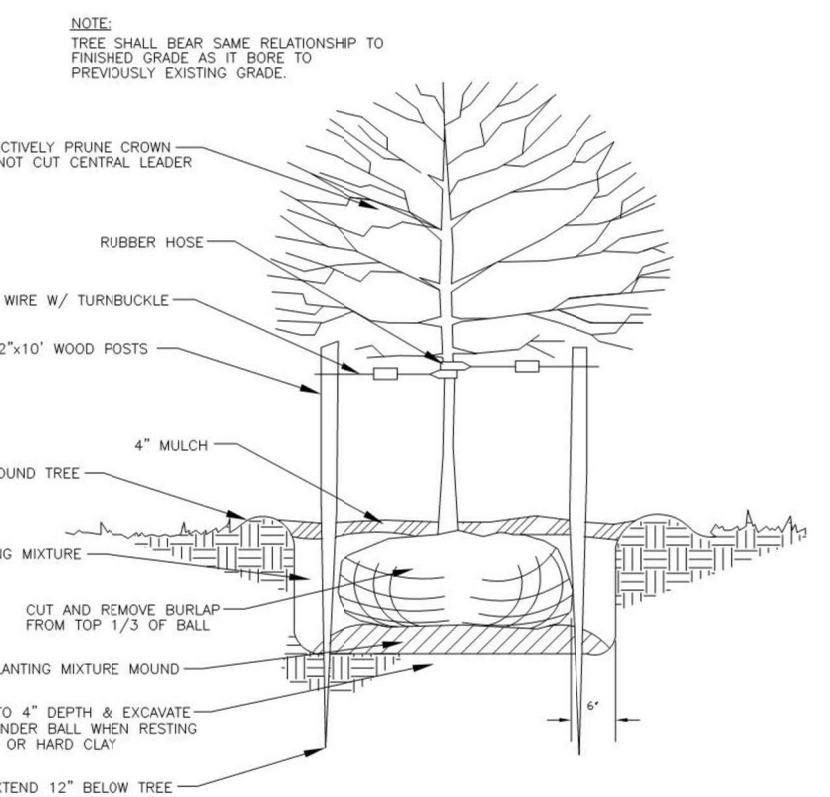 NOTE:
TREE SHALL BEAR SAME RELATIONSHIP TO
FINISHED GRADE AS IT BORE TO
PREVIOUSLY EXISTING GRADE.
CTIVELY PRUNE CROWN
NOT CUT CENTRAL LEADER
RUBBER HOSE
WIRE W/ TURNBUCKLE
2"x10' WOOD POSTS
4" MULCH
OUND TREE
NG MIXTURE
CUT AND REMOVE BURLAP
FROM TOP 1/3 OF BALL
LANTING MIXTURE MOUND
TO 4" DEPTH & EXCAVATE
NDER BALL WHEN RESTING
OR HARD CLAY
6"
XTEND 12" BELOW TREE